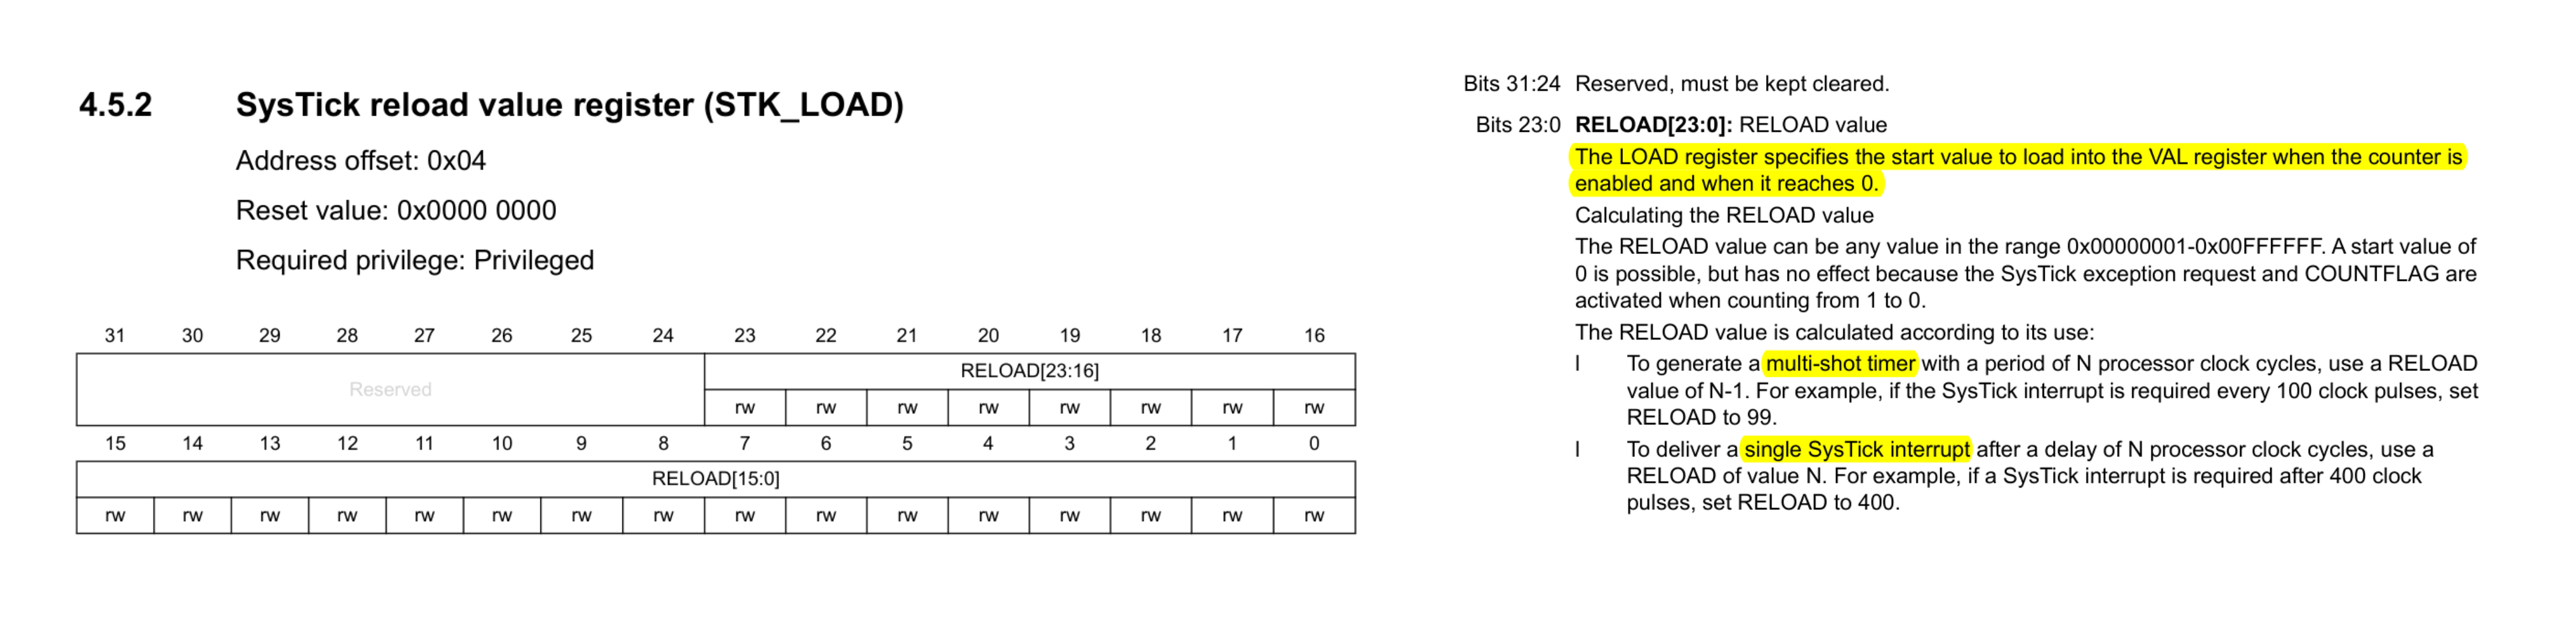 4.5.2 SysTick reload value register (STK_LOAD)
Address offset: 0x04
Reset value: 0x0000 0000
Required privilege: Privileged
31 30 29 28 27 26 25 24 23 22 21 20 19 18 17 16
Reserved
RELOAD[23:16]
rw rw rw rw rw rw rw rw
15 14 13 12 11 10 9 8 7 6 5 4 3 2 1 0
RELOAD[15:0]
rw rw rw rw rw rw rw rw rw rw rw rw rw rw rw rw
Bits 31:24 Reserved, must be kept cleared.
Bits 23:0 RELOAD[23:0]: RELOAD value
The LOAD register specifies the start value to load into the VAL register when the counter is
enabled and when it reaches 0.
Calculating the RELOAD value
The RELOAD value can be any value in the range 0x00000001-0x00FFFFFF. A start value of
0 is possible, but has no effect because the SysTick exception request and COUNTFLAG are
activated when counting from 1 to 0.
The RELOAD value is calculated according to its use:
l To generate a multi-shot timer with a period of N processor clock cycles, use a RELOAD
value of N-1. For example, if the SysTick interrupt is required every 100 clock pulses, set
RELOAD to 99.
l To deliver a single SysTick interrupt after a delay of N processor clock cycles, use a
RELOAD of value N. For example, if a SysTick interrupt is required after 400 clock
pulses, set RELOAD to 400.